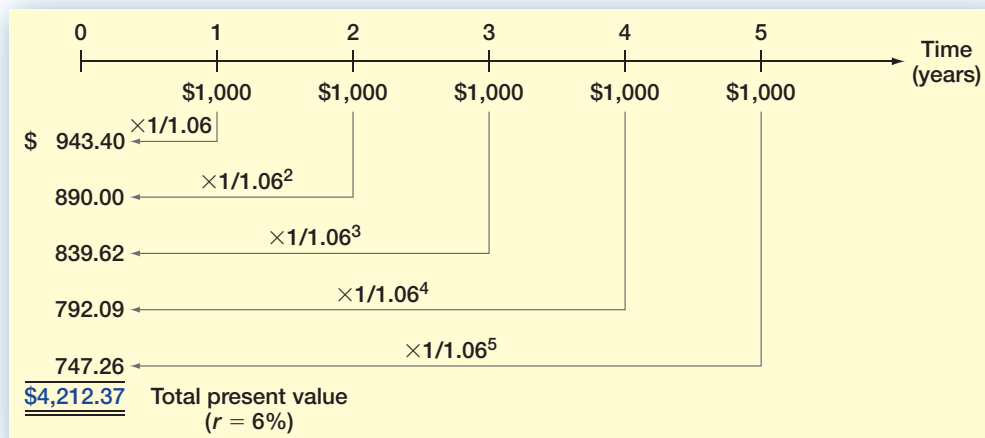 0 1 2 3 4 5
Time
(years)
$1,000 $1,000 $1,000 $1,000 $1,000
×1/1.06
$ 943.40
×1/1.06²
890.00
×1/1.06³
839.62
×1/1.06⁴
792.09
×1/1.06⁵
747.26
$4,212.37 Total present value
(r = 6%)